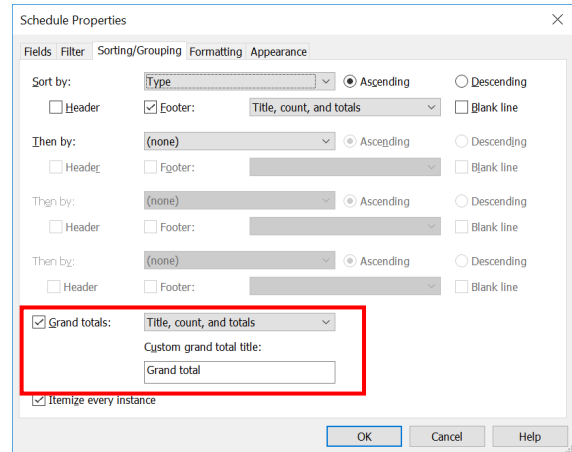 Schedule Properties
Fields Filter Sorting/Grouping Formatting Appearance
Sort by: Type Ascending Descending
Header Footer: Title, count, and totals Blank line
Then by: (none) Ascending Descending
Header Footer: Blank line
Then by: (none) Ascending Descending
Header Footer: Blank line
Then by: (none) Ascending Descending
Header Footer: Blank line
Grand totals: Title, count, and totals
Custom grand total title:
Grand total
Itemize every instance
OK Cancel Help